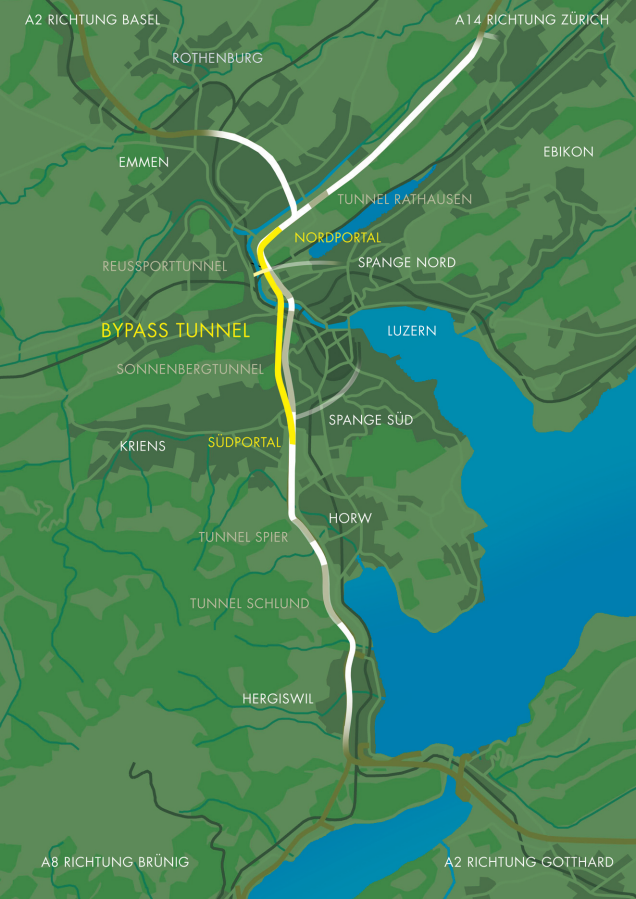 A2 RICHTUNG BASEL
A14 RICHTUNG ZÜRICH
ROTHENBURG
EMMEN
EBIKON
TUNNEL RATHAUSEN
NORDPORTAL
REUSSPORTTUNNEL
SPANGE NORD
BYPASS TUNNEL
LUZERN
SONNENBERGTUNNEL
SPANGE SÜD
KRIENS
SÜDPORTAL
HORW
TUNNEL SPIER
TUNNEL SCHLUND
HERGISWIL
A8 RICHTUNG BRÜNIG
A2 RICHTUNG GOTTHARD